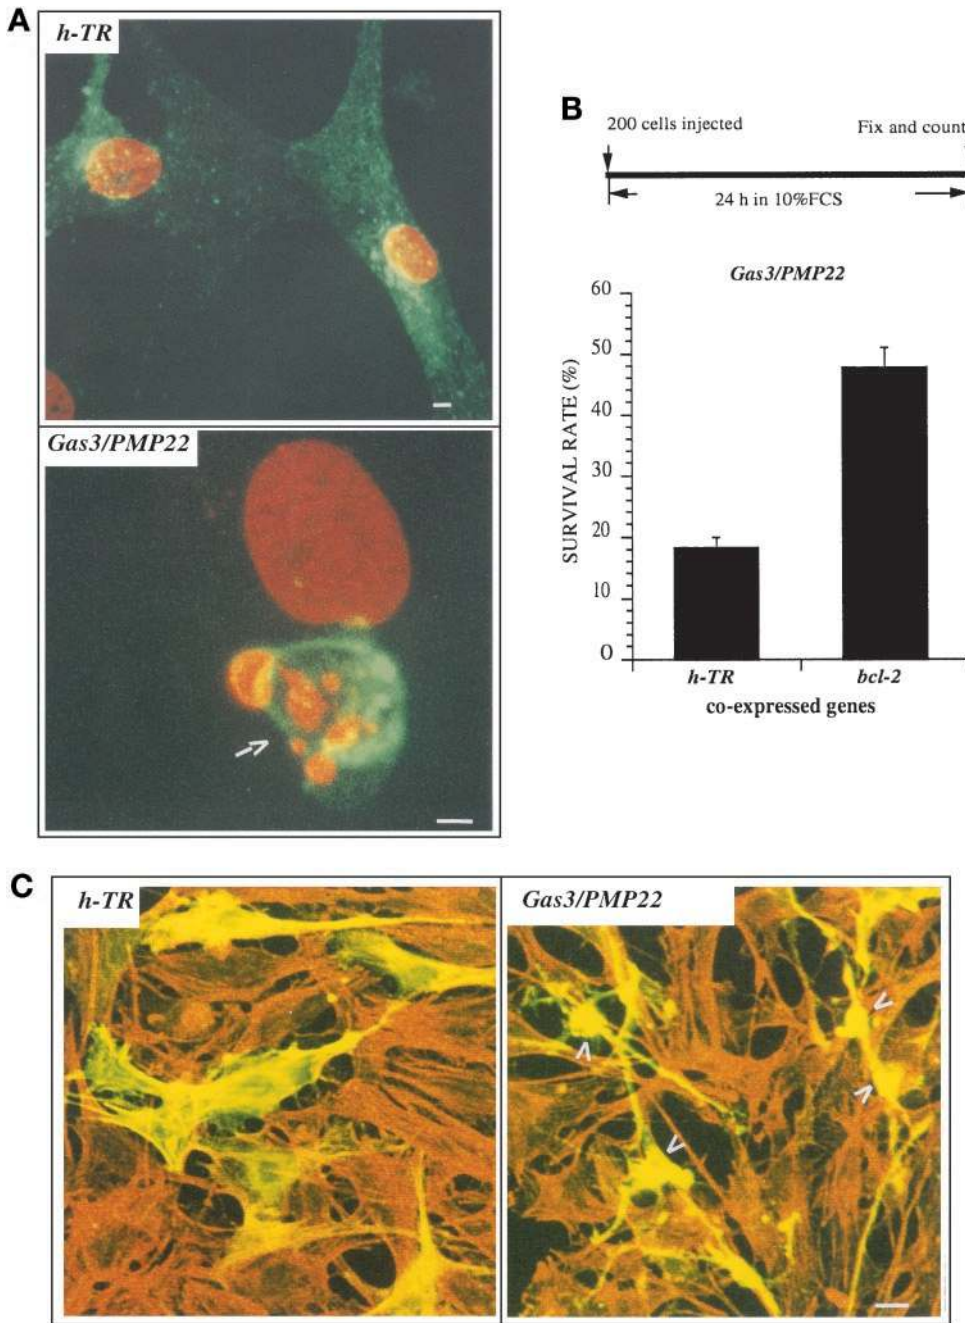 A
h-TR
Gas3/PMP22
B
200 cells injected
Fix and count
24 h in 10%FCS
Gas3/PMP22
60
50
40
30
20
10
0
SURVIVAL RATE (%)
h-TR
bcl-2
co-expressed genes
C
h-TR
Gas3/PMP22